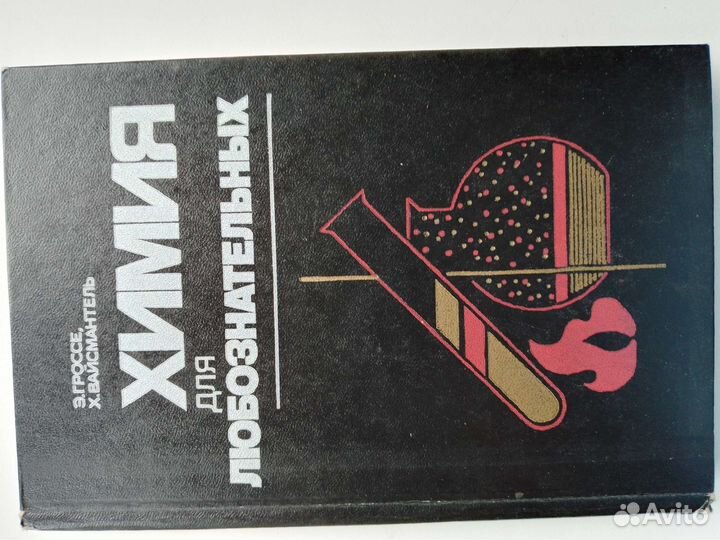 Э.ГРОССЕ,
Х.ВАЙСМАНТЕЛЬ
ХИМИЯ
ДЛЯ
ЛЮБОЗНАТЕЛЬНЫХ
Avito